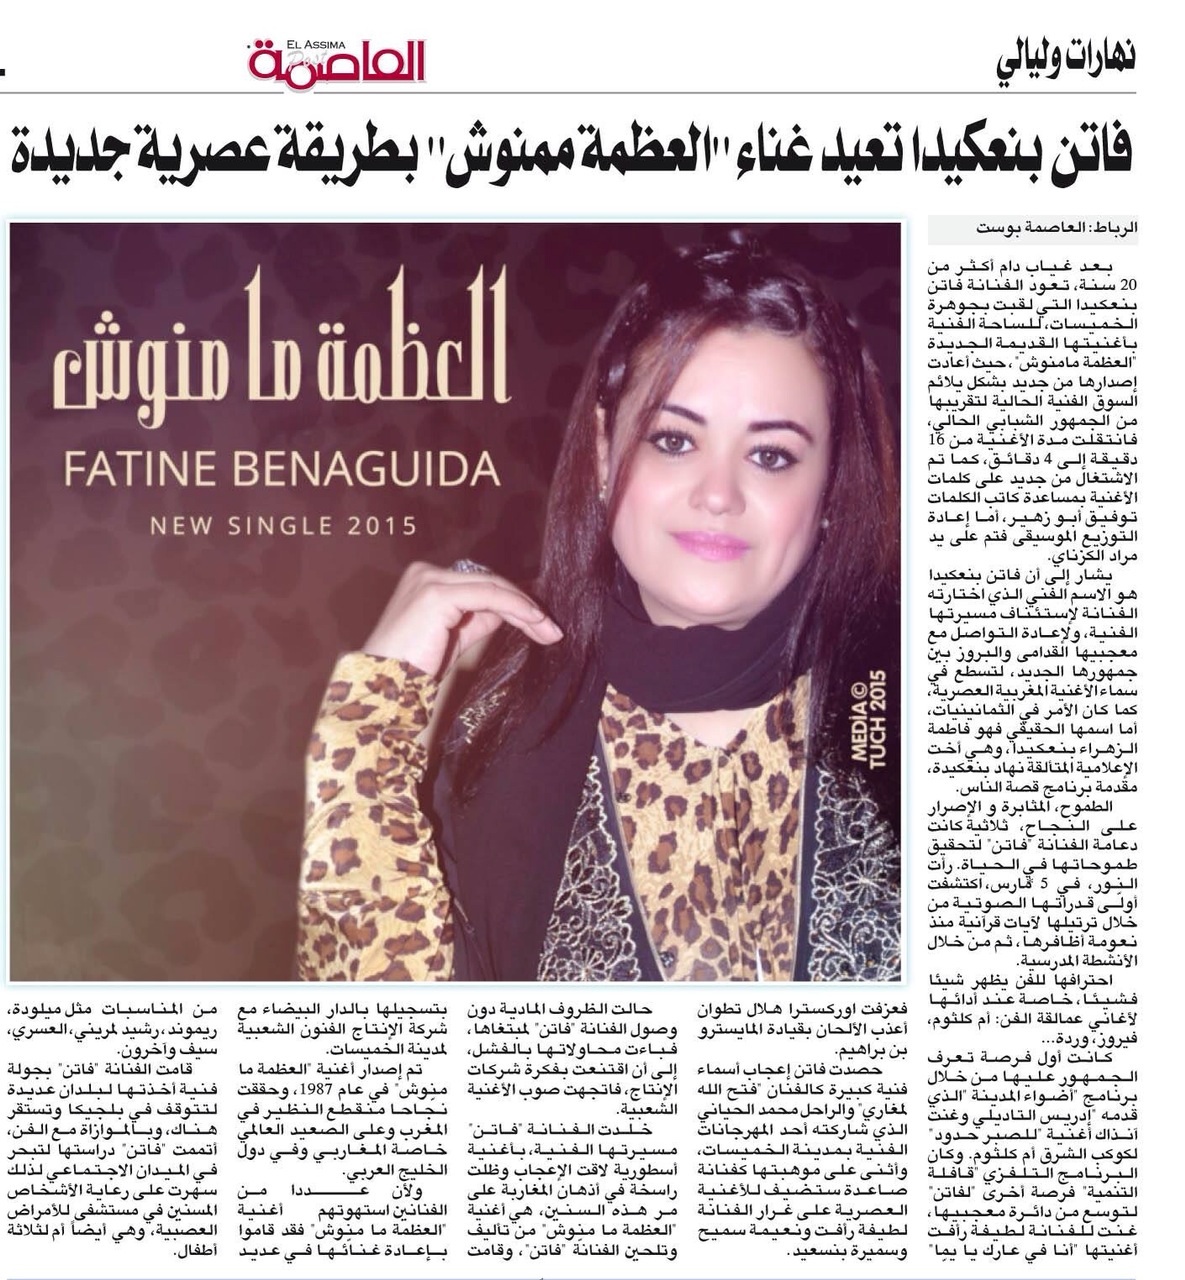 نهارات وليالي
EL ASSIMA
Post
العاصمة
فاتن بنعكيدا تعيد غناء "العظمة ممنوش" بطريقة عصرية جديدة
الرباط: العاصمة بوست
بعد غياب دام أكثر من
20 سنة، تعود الفنانة فاتن
بنعكيدا التي لقبت بجوهرة
الخميسات، للساحة الفنية
بأغنيتها القديمة الجديدة
"العظمة مامنوش"، حيث أعادت
إصدارها من جديد بشكل يلائم
السوق الفنية الحالية لتقريبها
من الجمهور الشبابي الحالي،
فانتقلت مدة الأغنية من 16
دقيقة إلى 4 دقائق، كما تم
الاشتغال من جديد على كلمات
الأغنية بمساعدة كاتب الكلمات
توفيق أبو زهير، أما إعادة
التوزيع الموسيقى فتم على يد
مراد الكزناي.
يشار إلى أن فاتن بنعكيدا
هو الاسم الفني الذي اختارته
الفنانة لإستئناف مسيرتها
الفنية، ولإعادة التواصل مع
معجبيها القدامى والبروز بين
جمهورها الجديد، لتسطع في
سماء الأغنية المغربية العصرية،
كما كان الأمر في الثمانينيات،
أما اسمها الحقيقي فهو فاطمة
الزهراء بنعكيدا، وهي أخت
الإعلامية المتألقة نهاد بنعكيدة،
مقدمة برنامج قصة الناس.
الطموح، المثابرة و الإصرار
على النجاح، ثلاثية كانت
دعامة الفنانة "فاتن" لتحقيق
طموحاتها في الحياة. رأت
النور، في 5 مارس، اكتشفت
أولى قدراتها الصوتية من
خلال ترتيلها لآيات قرآنية منذ
نعومة أظافرها، ثم من خلال
الأنشطة المدرسية.
احترافها للفن يظهر شيئا
فشيئا، خاصة عند أدائها
لأغاني عمالقة الفن: أم كلثوم،
فيروز، وردة...
كانت أول فرصة تعرف
الجمهور عليها من خلال
برنامج "أضواء المدينة" الذي
قدمه "إدريس التادلي وغنت
آنذاك أغنية "للصبر حدود"
لكوكب الشرق أم كلثوم. وكان
البرنامج التلفزي "قافلة
التنمية" فرصة أخرى "لفاتن"
لتوسع من دائرة معجبيها،
غنت للفنانة لطيفة رأفت
أغنيتها "أنا في عارك يا يما"
العظمة ما منوش
FATINE BENAGUIDA
NEW SINGLE 2015
MEDİA©
TUCH 2015
فعزفت اوركسترا هلال تطوان
أعذب الألحان بقيادة المايسترو
بن براهيم.
حصدت فاتن إعجاب أسماء
فنية كبيرة كالفنان "فتح الله
لمغاري" والراحل محمد الحياني
الذي شاركته أحد المهرجانات
الفنية بمدينة الخميسات،
وأثنى على موهبتها كفنانة
صاعدة ستضيف للأغنية
العصرية على غرار الفنانة
لطيفة رأفت ونعيمة سميح
وسميرة بنسعيد.
حالت الظروف المادية دون
وصول الفنانة "فاتن" لمبتغاها،
فباءت محاولاتها بالفشل،
إلى أن اقتنعت بفكرة شركات
الإنتاج، فاتجهت صوب الأغنية
الشعبية.
خلدت الفنانة "فاتن"
مسيرتها الفنية، بأغنية
أسطورية لاقت الإعجاب وظلت
راسخة في أذهان المغاربة على
مر هذه السنين، هي أغنية
"العظمة ما منوش" من تأليف
وتلحين الفنانة "فاتن"، وقامت
بتسجيلها بالدار البيضاء مع
شركة الإنتاج الفنون الشعبية
لمدينة الخميسات.
تم إصدار أغنية "العظمة ما
منوش" في عام 1987، وحققت
نجاحا منقطع النظير في
المغرب وعلى الصعيد العالمي
خاصة المغاربي وفي دول
الخليج العربي.
ولأن عددا من
الفنانين استهوتهم أغنية
"العظمة ما منوش" فقد قاموا
بإعادة غنائها في عديد
من المناسبات مثل ميلودة،
ريموند، رشيد لمريني، العسري،
سيف وآخرون.
قامت الفنانة "فاتن" بجولة
فنية أخذتها لبلدان عديدة
لتتوقف في بلجيكا وتستقر
هناك، وبالموازاة مع الفن،
أتممت "فاتن" دراستها لتبحر
في الميدان الاجتماعي لذلك
سهرت على رعاية الأشخاص
المسنين في مستشفى للأمراض
العصبية، وهي أيضاً أم لثلاثة
أطفال.